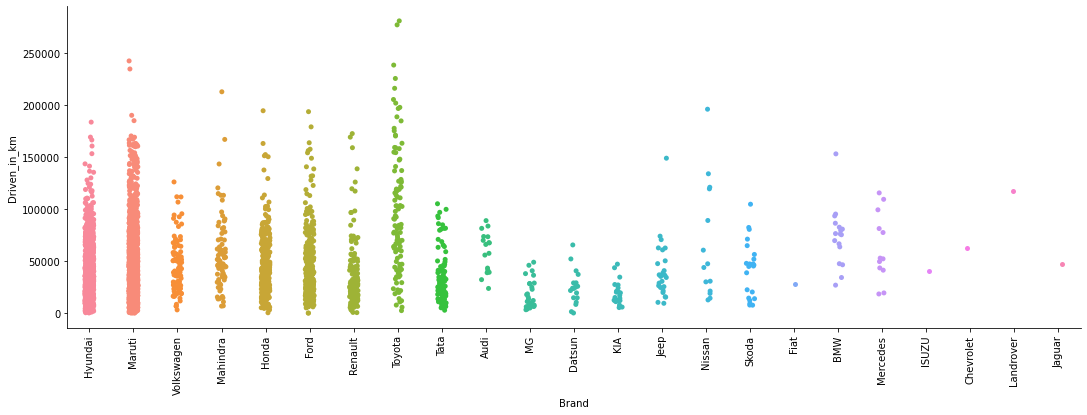 250000
200000
150000
100000
50000
0
Driven_in_km
Hyundai
Maruti
Volkswagen
Mahindra
Honda
Ford
Renault
Toyota
Tata
Audi
MG
Datsun
KIA
Jeep
Nissan
Skoda
Fiat
BMW
Mercedes
ISUZU
Chevrolet
Landrover
Jaguar
Brand